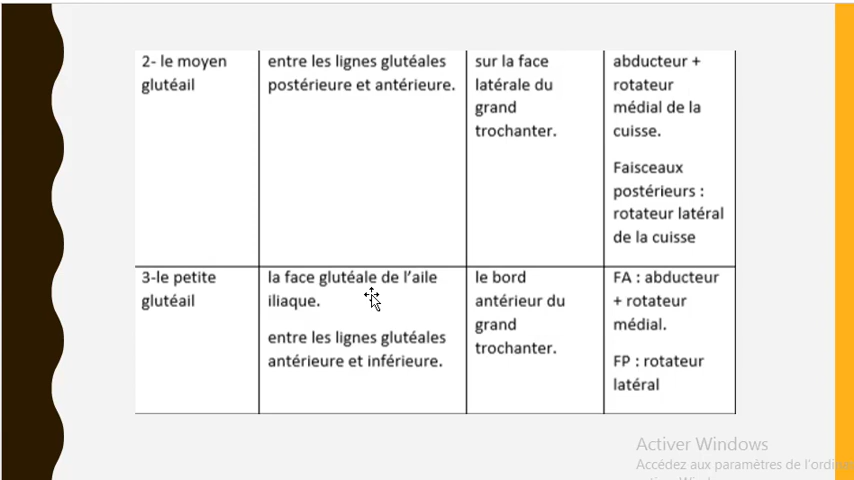 2- le moyen
glutéail
entre les lignes glutéales
postérieure et antérieure.
sur la face
latérale du
grand
trochanter.
abducteur +
rotateur
médial de la
cuisse.
Faisceaux
postérieurs :
rotateur latéral
de la cuisse
3-le petite
glutéail
la face glutéale de l'aile
iliaque.
entre les lignes glutéales
antérieure et inférieure.
le bord
antérieur du
grand
trochanter.
FA : abducteur
+ rotateur
médial.
FP : rotateur
latéral
Activer Windows
Accédez aux paramètres de l'ordin